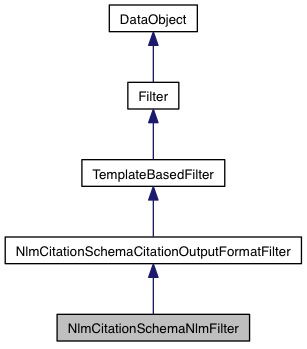 DataObject
Filter
TemplateBasedFilter
NlmCitationSchemaCitationOutputFormatFilter
NlmCitationSchemaNlmFilter